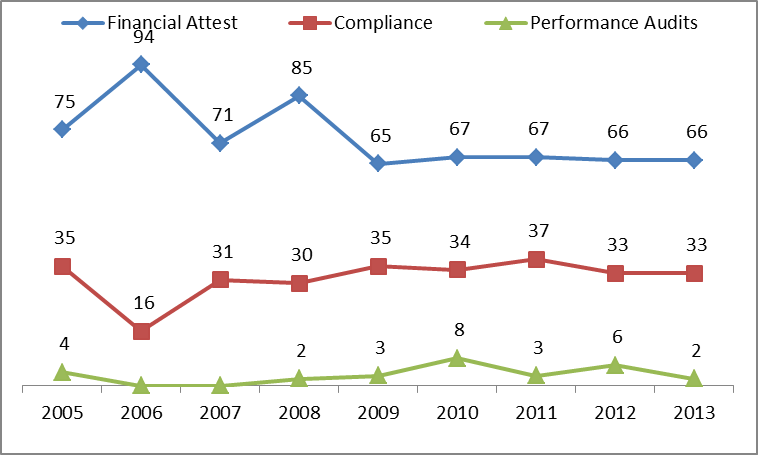 Financial Attest Compliance Performance Audits
94
85
75
71
65 67 67 66 66
35 31 30 35 34 37 33 33
16
4 2 3 8 3 6 2
2005 2006 2007 2008 2009 2010 2011 2012 2013